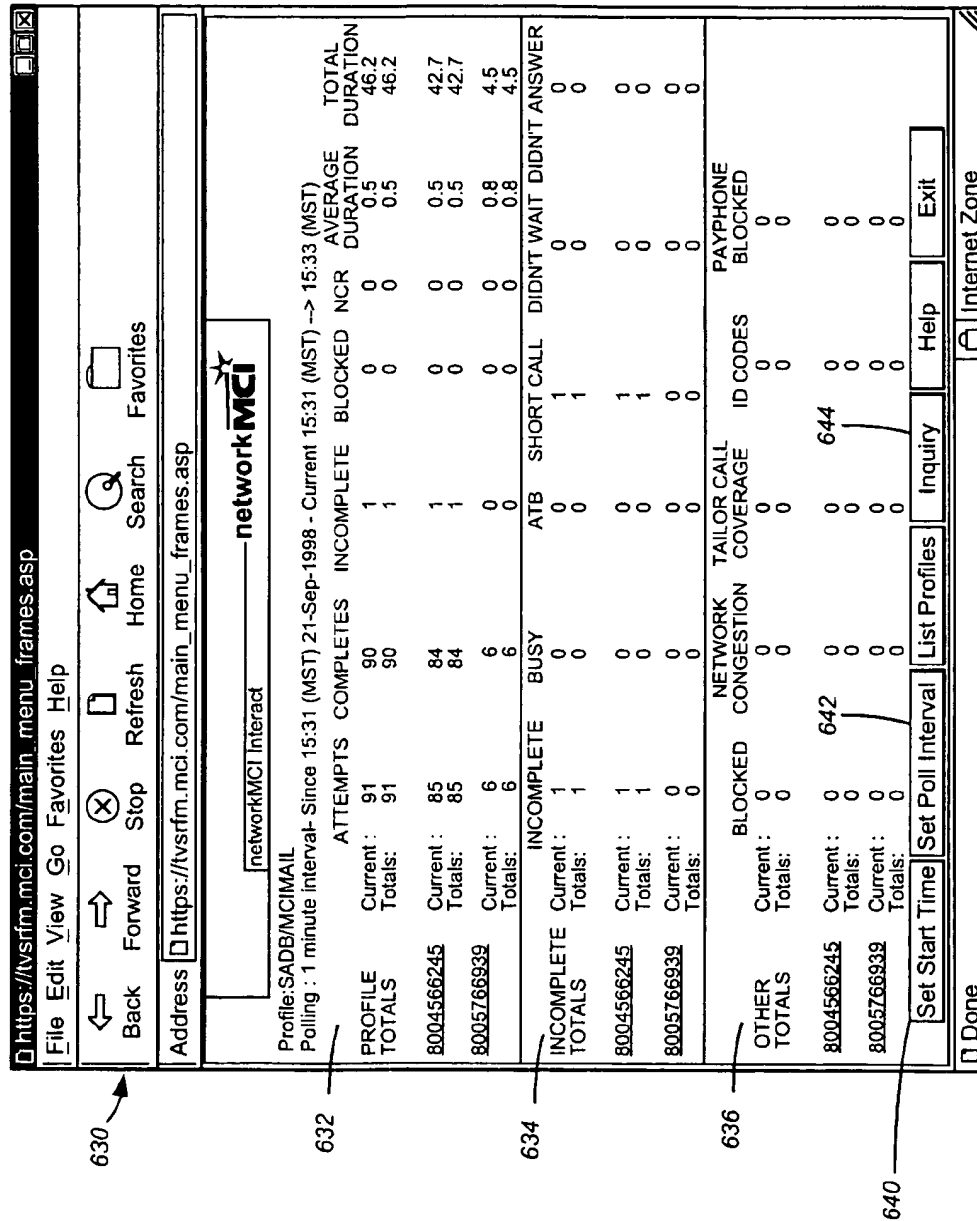 https://tvsrfm.mci.com/main_menu_frames.asp
File Edit View Go Favorites Help
Back Forward Stop Refresh Home Search Favorites
Address https://tvsrfm.mci.com/main_menu_frames.asp
630
networkMCI Interact
networkMCI
Profile:SADB/MCIMAIL
Polling : 1 minute interval- Since 15:31 (MST) 21-Sep-1998 - Current 15:31 (MST) --> 15:33 (MST)
632
ATTEMPTS COMPLETES INCOMPLETE BLOCKED NCR AVERAGE DURATION TOTAL DURATION
PROFILE Current : 91 90 1 0 0 0.5 46.2
TOTALS Totals: 91 90 1 0 0 0.5 46.2
8004566245 Current : 85 84 1 0 0 0.5 42.7
Totals: 85 84 1 0 0 0.5 42.7
8005766939 Current : 6 6 0 0 0 0.8 4.5
Totals: 6 6 0 0 0 0.8 4.5
634
INCOMPLETE BUSY ATB SHORT CALL DIDN'T WAIT DIDN'T ANSWER
INCOMPLETE Current : 1 0 0 1 0 0
TOTALS Totals: 1 0 0 1 0 0
8004566245 Current : 1 0 0 1 0 0
Totals: 1 0 0 1 0 0
8005766939 Current : 0 0 0 0 0 0
Totals: 0 0 0 0 0 0
636
BLOCKED NETWORK CONGESTION TAILOR CALL COVERAGE ID CODES PAYPHONE BLOCKED
OTHER Current : 0 0 0 0 0
TOTALS Totals: 0 0 0 0 0
8004566245 Current : 0 0 0 0 0
Totals: 0 0 0 0 0
8005766939 Current : 0 0 0 0 0
Totals: 0 0 0 0 0
640
642
644
Set Start Time Set Poll Interval List Profiles Inquiry Help Exit
Done Internet Zone